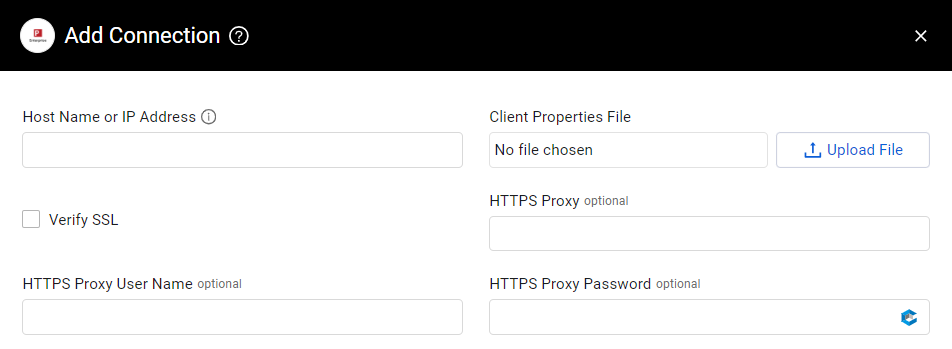 Add Connection ?
Host Name or IP Address
Client Properties File
No file chosen
Upload File
Verify SSL
HTTPS Proxy optional
HTTPS Proxy User Name optional
HTTPS Proxy Password optional